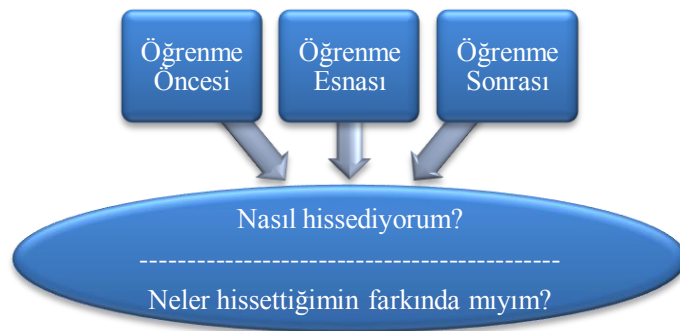 Öğrenme
Öncesi
Öğrenme
Esnası
Öğrenme
Sonrası
Nasıl hissediyorum?
--------------------------------------------
Neler hissettiğimin farkında mıyım?